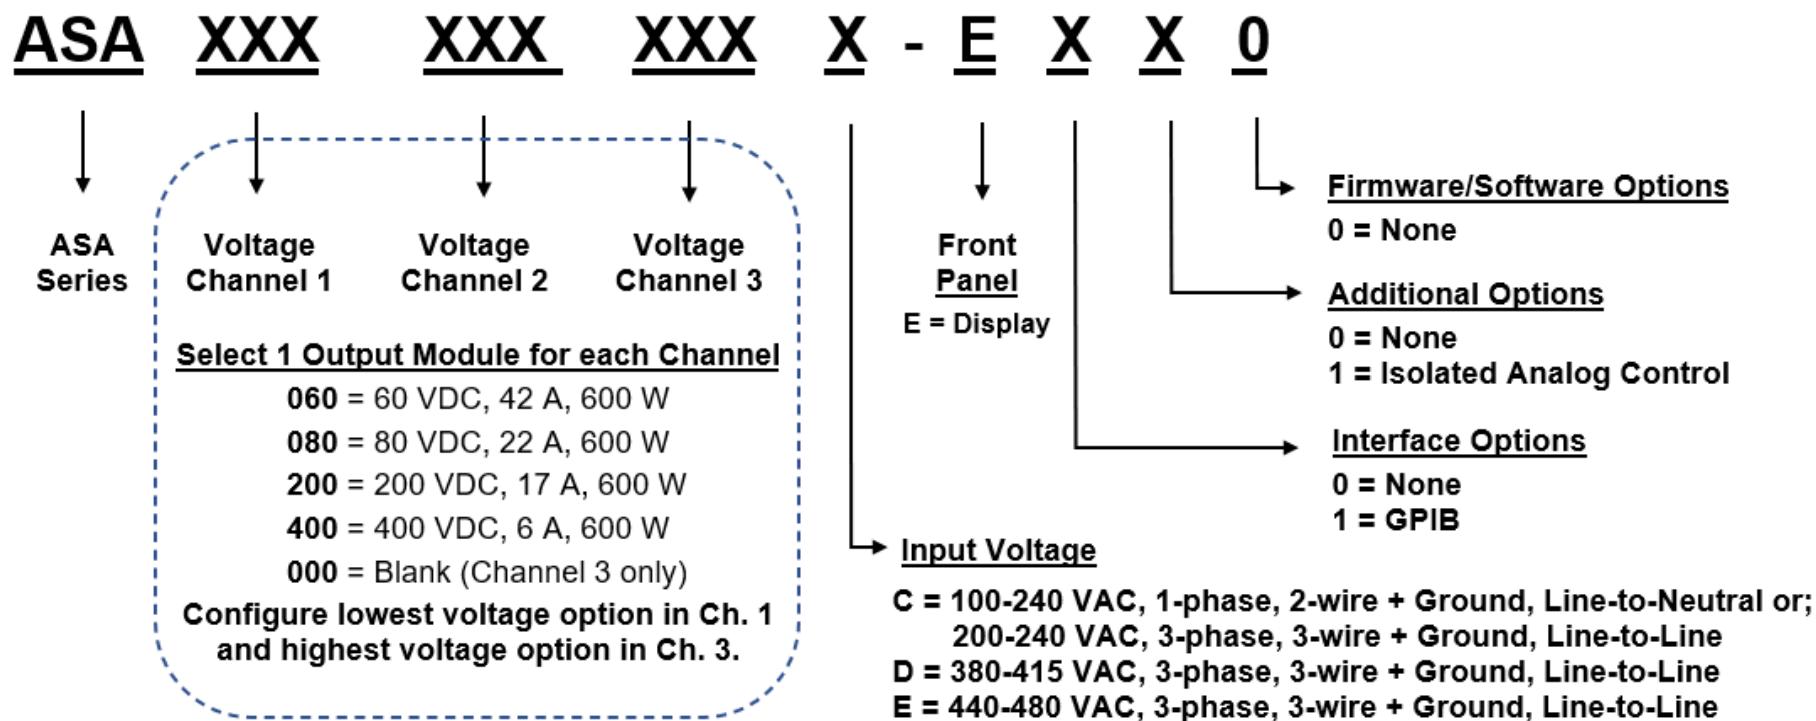 ASA XXX XXX XXX X - E X X 0
ASA
Series
Voltage
Channel 1
Voltage
Channel 2
Voltage
Channel 3
Select 1 Output Module for each Channel
060 = 60 VDC, 42 A, 600 W
080 = 80 VDC, 22 A, 600 W
200 = 200 VDC, 17 A, 600 W
400 = 400 VDC, 6 A, 600 W
000 = Blank (Channel 3 only)
Configure lowest voltage option in Ch. 1
and highest voltage option in Ch. 3.
Front
Panel
E = Display
Firmware/Software Options
0 = None
Additional Options
0 = None
1 = Isolated Analog Control
Interface Options
0 = None
1 = GPIB
Input Voltage
C = 100-240 VAC, 1-phase, 2-wire + Ground, Line-to-Neutral or;
200-240 VAC, 3-phase, 3-wire + Ground, Line-to-Line
D = 380-415 VAC, 3-phase, 3-wire + Ground, Line-to-Line
E = 440-480 VAC, 3-phase, 3-wire + Ground, Line-to-Line